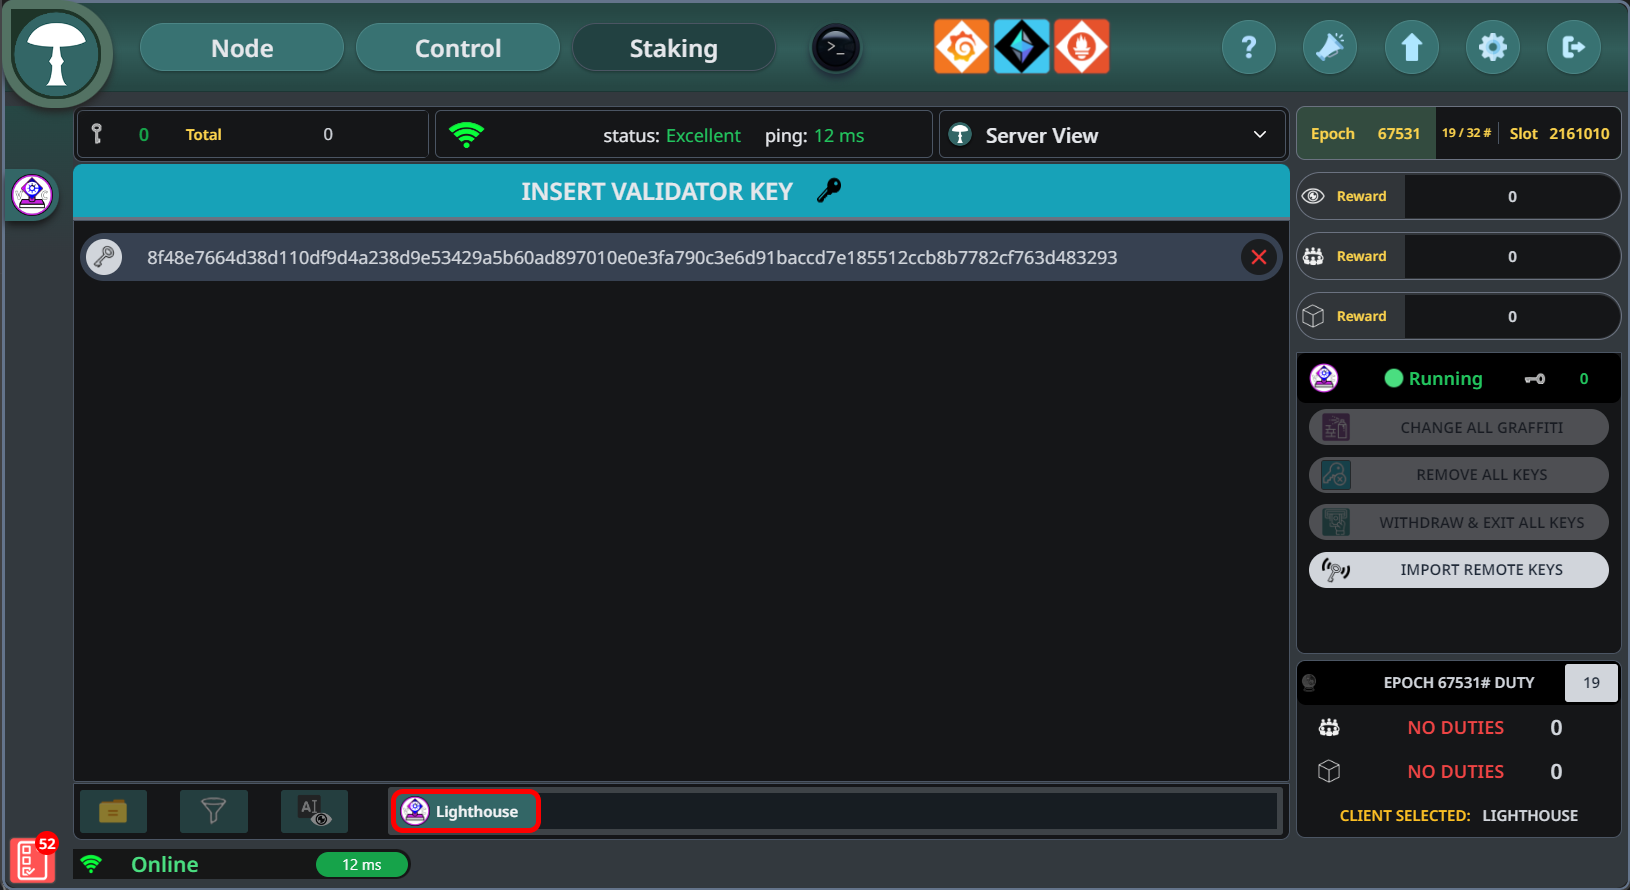 Node
Control
Staking
>_
?
0
Total
0
status: Excellent
ping: 12 ms
Server View
Epoch 67531
19 / 32 #
Slot 2161010
INSERT VALIDATOR KEY
8f48e7664d38d110df9d4a238d9e53429a5b60ad897010e0e3fa790c3e6d91baccd7e185512ccb8b7782cf763d483293
Reward 0
Reward 0
Reward 0
Running 0
CHANGE ALL GRAFFITI
REMOVE ALL KEYS
WITHDRAW & EXIT ALL KEYS
IMPORT REMOTE KEYS
EPOCH 67531# DUTY 19
NO DUTIES 0
NO DUTIES 0
CLIENT SELECTED: LIGHTHOUSE
AI
Lighthouse
52
Online
12 ms